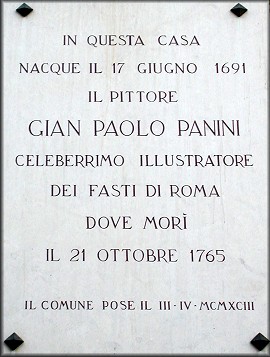 IN QUESTA CASA
NACQUE IL 17 GIUGNO 1691
IL PITTORE
GIAN PAOLO PANINI
CELEBERRIMO ILLUSTRATORE
DEI FASTI DI ROMA
DOVE MORÌ
IL 21 OTTOBRE 1765
IL COMUNE POSE IL III·IV·MCMXCIII